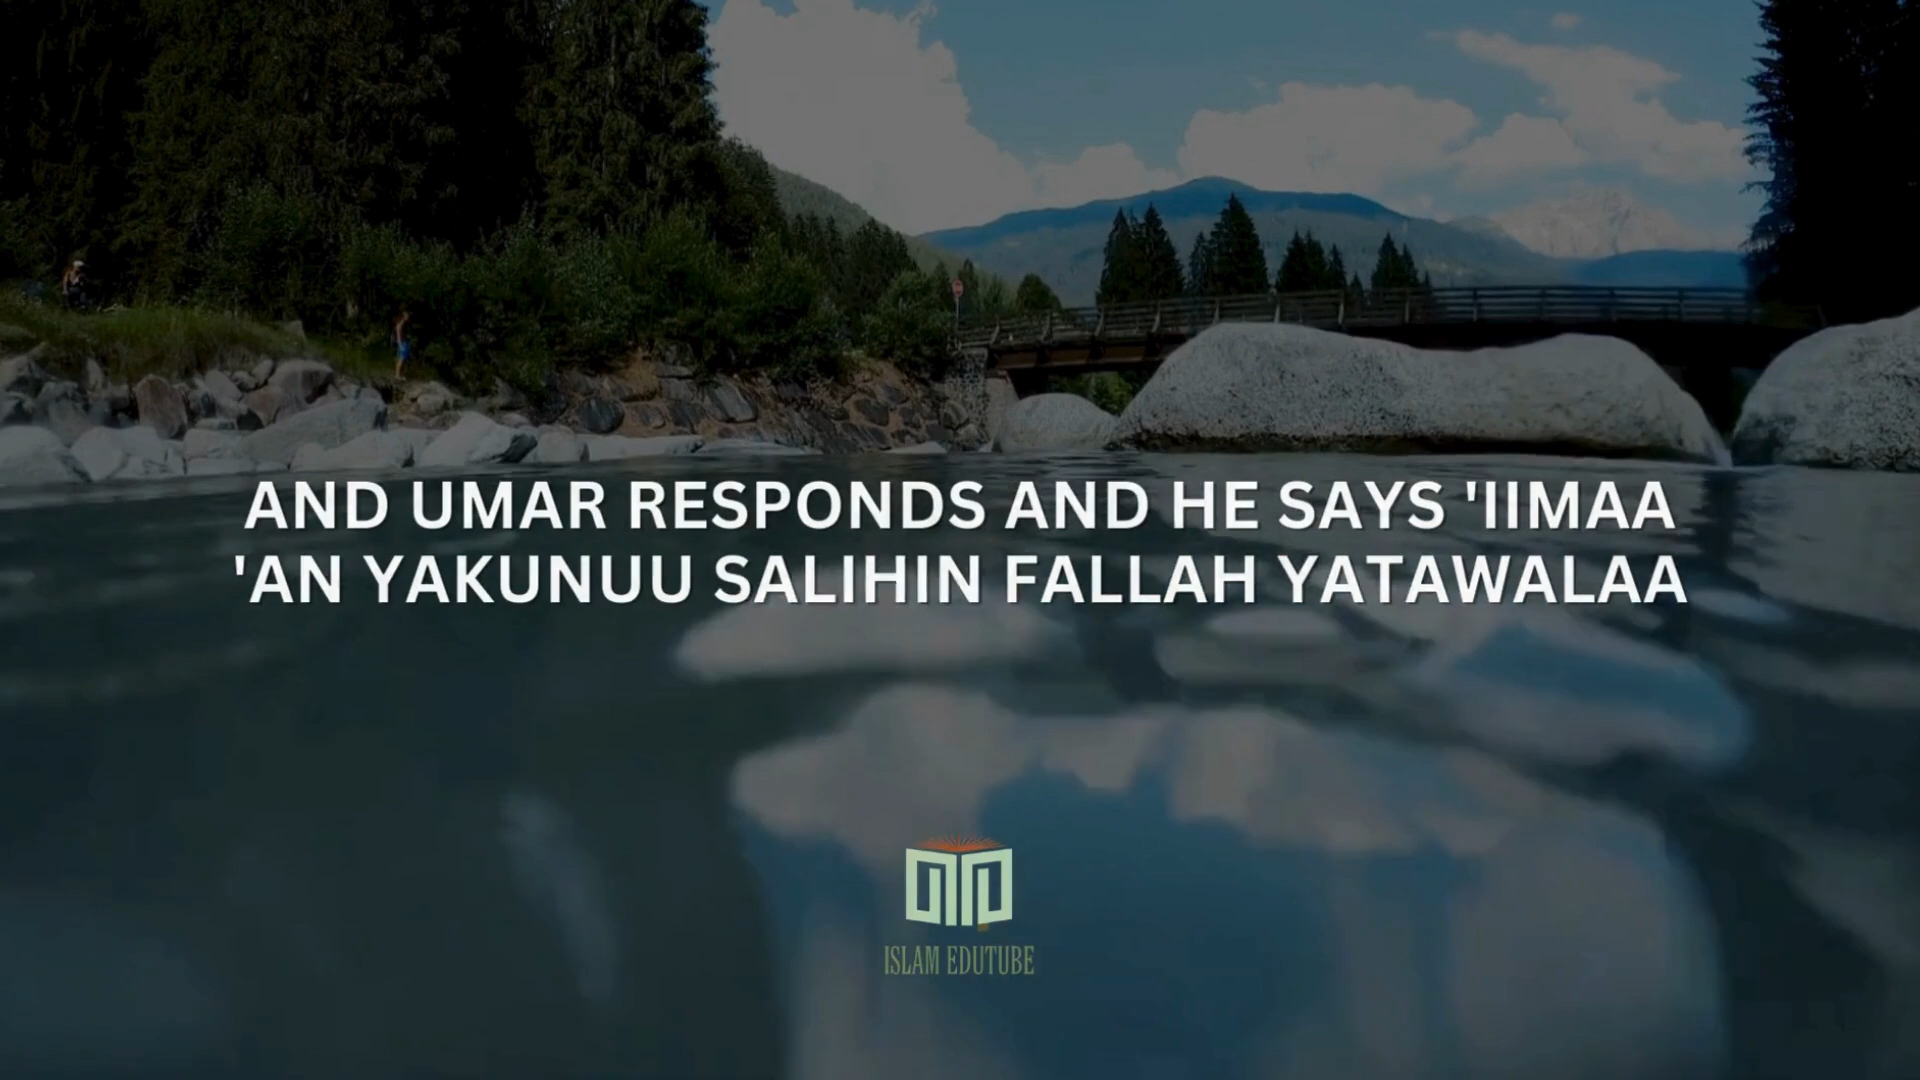 AND UMAR RESPONDS AND HE SAYS 'IIMAA
'AN YAKUNUU SALIHIN FALLAH YATAWALAA
ISLAM EDUTUBE